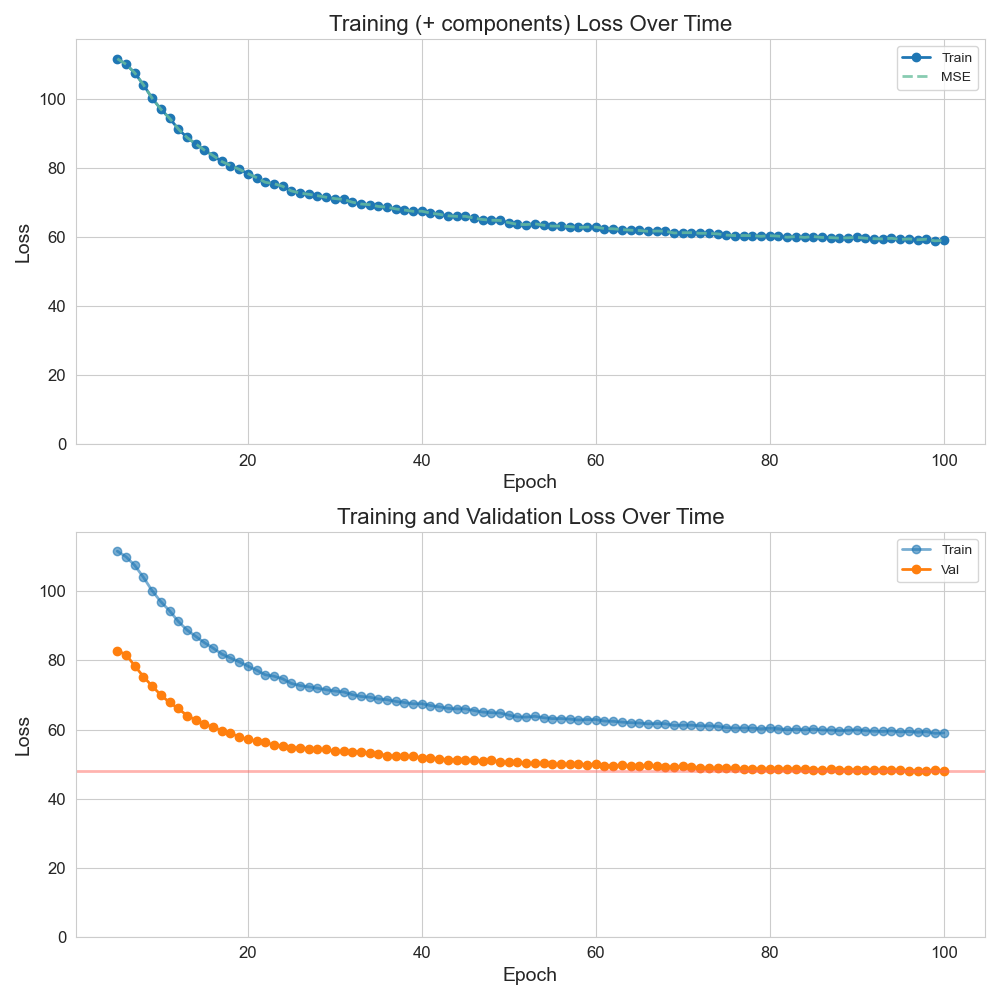 Training (+ components) Loss Over Time
Train
MSE
Loss
100
80
60
40
20
0
20 40 60 80 100
Epoch
Training and Validation Loss Over Time
Train
Val
Loss
100
80
60
40
20
0
20 40 60 80 100
Epoch